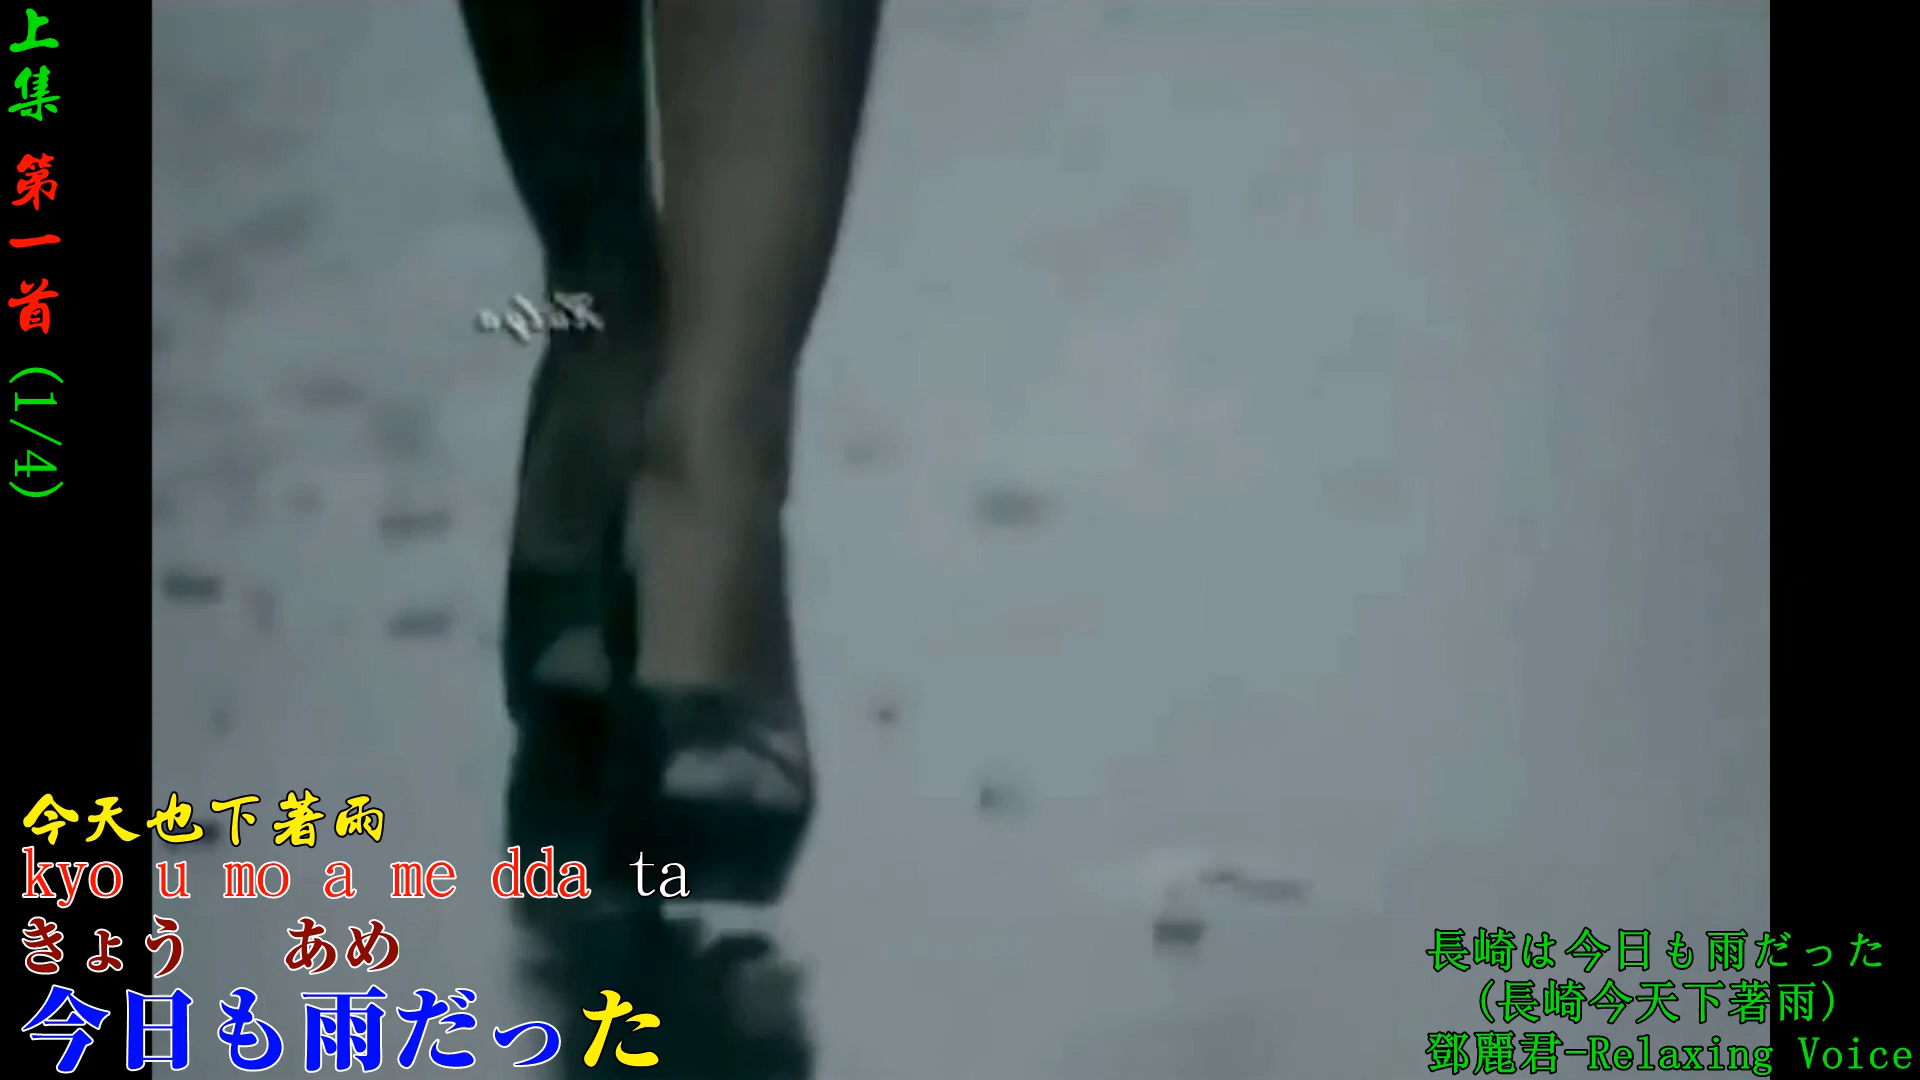 上集 第一首 (1/4)
今天也下著雨
kyo u mo a me dda ta
きょう あめ
今日も雨だった
長崎は今日も雨だった
(長崎今天下著雨)
鄧麗君-Relaxing Voice